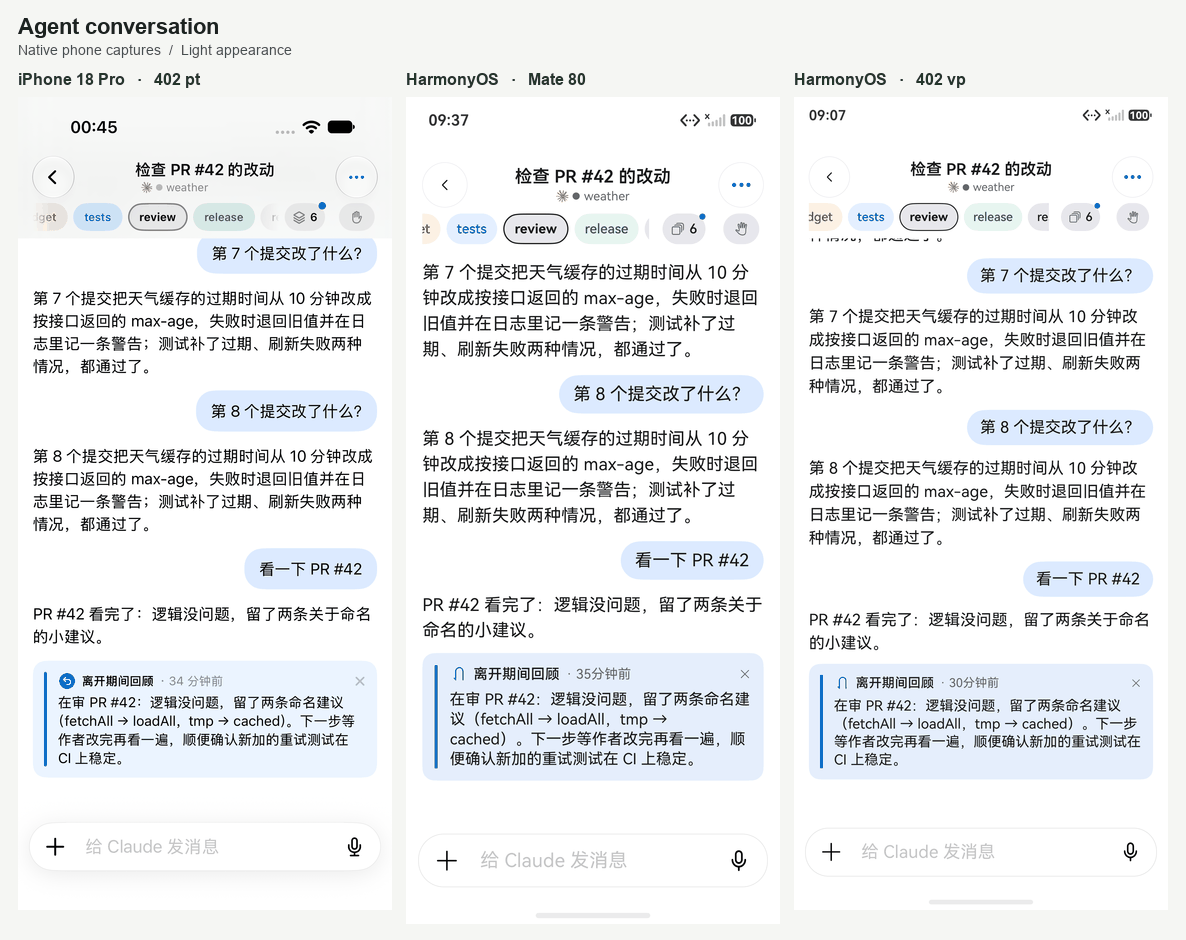 Agent conversation
Native phone captures / Light appearance
iPhone 18 Pro · 402 pt
00:45
检查 PR #42 的改动
weather
dget
tests
review
release
6
第 7 个提交改了什么?
第 7 个提交把天气缓存的过期时间从 10 分钟改成
按接口返回的 max-age，失败时退回旧值并在日
志里记一条警告；测试补了过期、刷新失败两种
情况，都通过了。
第 8 个提交改了什么?
第 8 个提交把天气缓存的过期时间从 10 分钟改成
按接口返回的 max-age，失败时退回旧值并在日
志里记一条警告；测试补了过期、刷新失败两种
情况，都通过了。
看一下 PR #42
PR #42 看完了：逻辑没问题，留了两条关于命名
的小建议。
离开期间回顾 · 34 分钟前
在审 PR #42：逻辑没问题，留了两条命名建议
（fetchAll → loadAll，tmp → cached）。下一步等
作者改完再看一遍，顺便确认新加的重试测试在
CI 上稳定。
给 Claude 发消息
HarmonyOS · Mate 80
09:37
100
检查 PR #42 的改动
weather
et
tests
review
release
6
第 7 个提交把天气缓存的过期时间从 10 分
钟改成按接口返回的 max-age，失败时退回
旧值并在日志里记一条警告；测试补了过
期、刷新失败两种情况，都通过了。
第 8 个提交改了什么?
第 8 个提交把天气缓存的过期时间从 10 分
钟改成按接口返回的 max-age，失败时退回
旧值并在日志里记一条警告；测试补了过
期、刷新失败两种情况，都通过了。
看一下 PR #42
PR #42 看完了：逻辑没问题，留了两条关于
命名的小建议。
离开期间回顾 · 35分钟前
在审 PR #42：逻辑没问题，留了两条命名建
议（fetchAll → loadAll，tmp →
cached）。下一步等作者改完再看一遍，顺
便确认新加的重试测试在 CI 上稳定。
给 Claude 发消息
HarmonyOS · 402 vp
09:07
100
检查 PR #42 的改动
weather
dget
tests
review
release
re
6
第 7 个提交改了什么?
第 7 个提交把天气缓存的过期时间从 10 分钟改
成按接口返回的 max-age，失败时退回旧值并在
日志里记一条警告；测试补了过期、刷新失败两
种情况，都通过了。
第 8 个提交改了什么?
第 8 个提交把天气缓存的过期时间从 10 分钟改
成按接口返回的 max-age，失败时退回旧值并在
日志里记一条警告；测试补了过期、刷新失败两
种情况，都通过了。
看一下 PR #42
PR #42 看完了：逻辑没问题，留了两条关于命名
的小建议。
离开期间回顾 · 30分钟前
在审 PR #42：逻辑没问题，留了两条命名建议
（fetchAll → loadAll，tmp → cached）。下一步
等作者改完再看一遍，顺便确认新加的重试测试在
CI 上稳定。
给 Claude 发消息